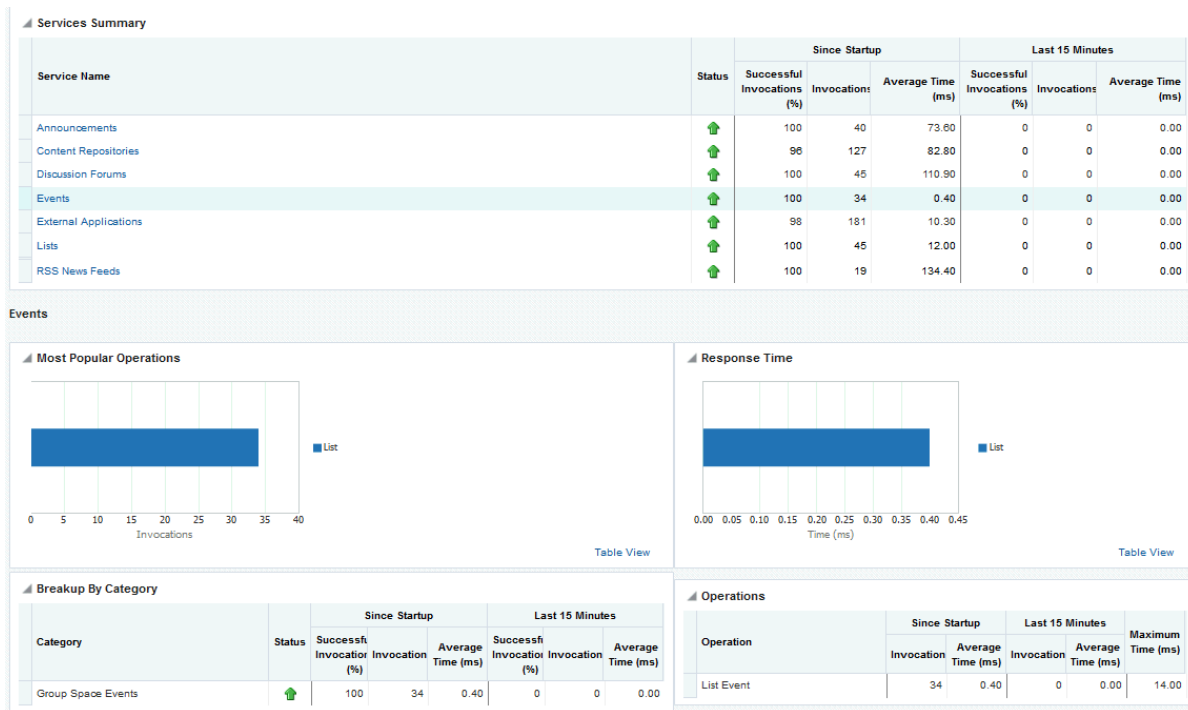 Services Summary
Since Startup Last 15 Minutes
Service Name Status Successful Invocations (%) Invocations Average Time (ms) Successful Invocations (%) Invocations Average Time (ms)
Announcements 100 40 73.60 0 0 0.00
Content Repositories 96 127 82.80 0 0 0.00
Discussion Forums 100 45 110.90 0 0 0.00
Events 100 34 0.40 0 0 0.00
External Applications 98 181 10.30 0 0 0.00
Lists 100 45 12.00 0 0 0.00
RSS News Feeds 100 19 134.40 0 0 0.00
Events
Most Popular Operations
List
0 5 10 15 20 25 30 35 40
Invocations
Table View
Response Time
List
0.00 0.05 0.10 0.15 0.20 0.25 0.30 0.35 0.40 0.45
Time (ms)
Table View
Breakup By Category
Since Startup Last 15 Minutes
Category Status Successfu Invocation (%) Invocation Average Time (ms) Successfu Invocation (%) Invocation Average Time (ms)
Group Space Events 100 34 0.40 0 0 0.00
Operations
Since Startup Last 15 Minutes
Operation Invocation Average Time (ms) Invocation Average Time (ms) Maximum Time (ms)
List Event 34 0.40 0 0.00 14.00